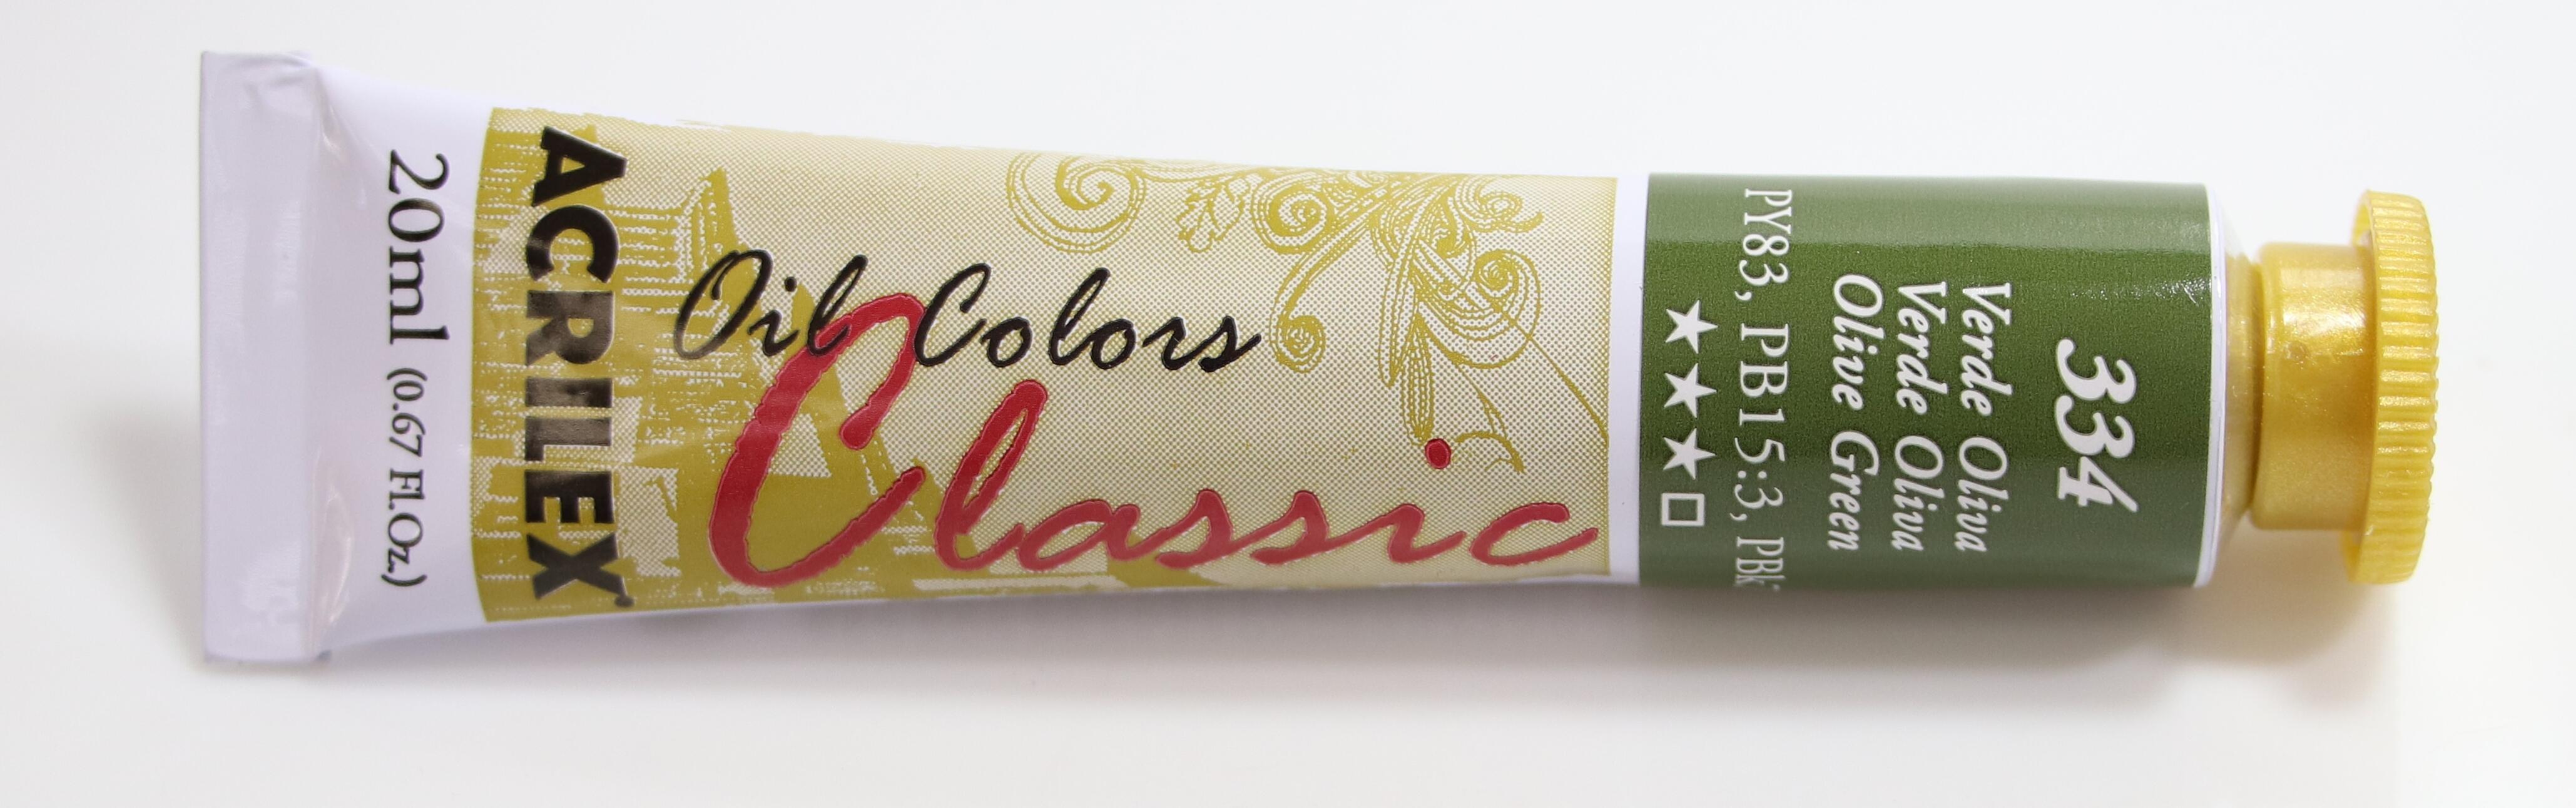 20ml (0.67 Fl.Oz.)
ACRILEX
Oil Colors
Classic
334
Verde Oliva
Verde Oliva
Olive Green
PY83, PB15:3,
★★★□